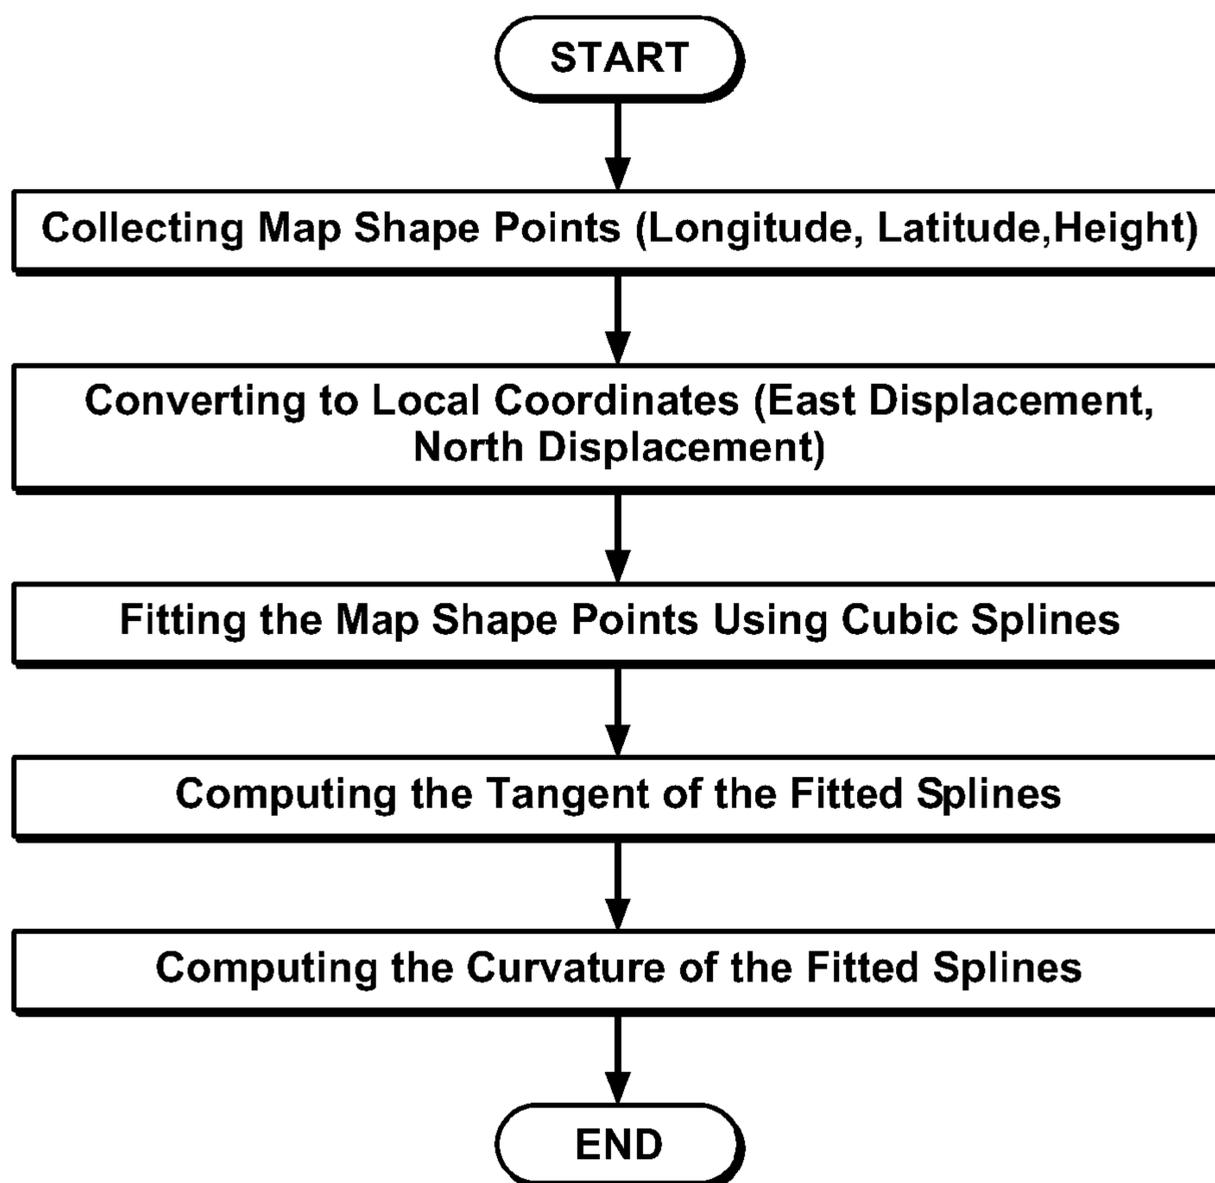 START
Collecting Map Shape Points (Longitude, Latitude,Height)
Converting to Local Coordinates (East Displacement,
North Displacement)
Fitting the Map Shape Points Using Cubic Splines
Computing the Tangent of the Fitted Splines
Computing the Curvature of the Fitted Splines
END